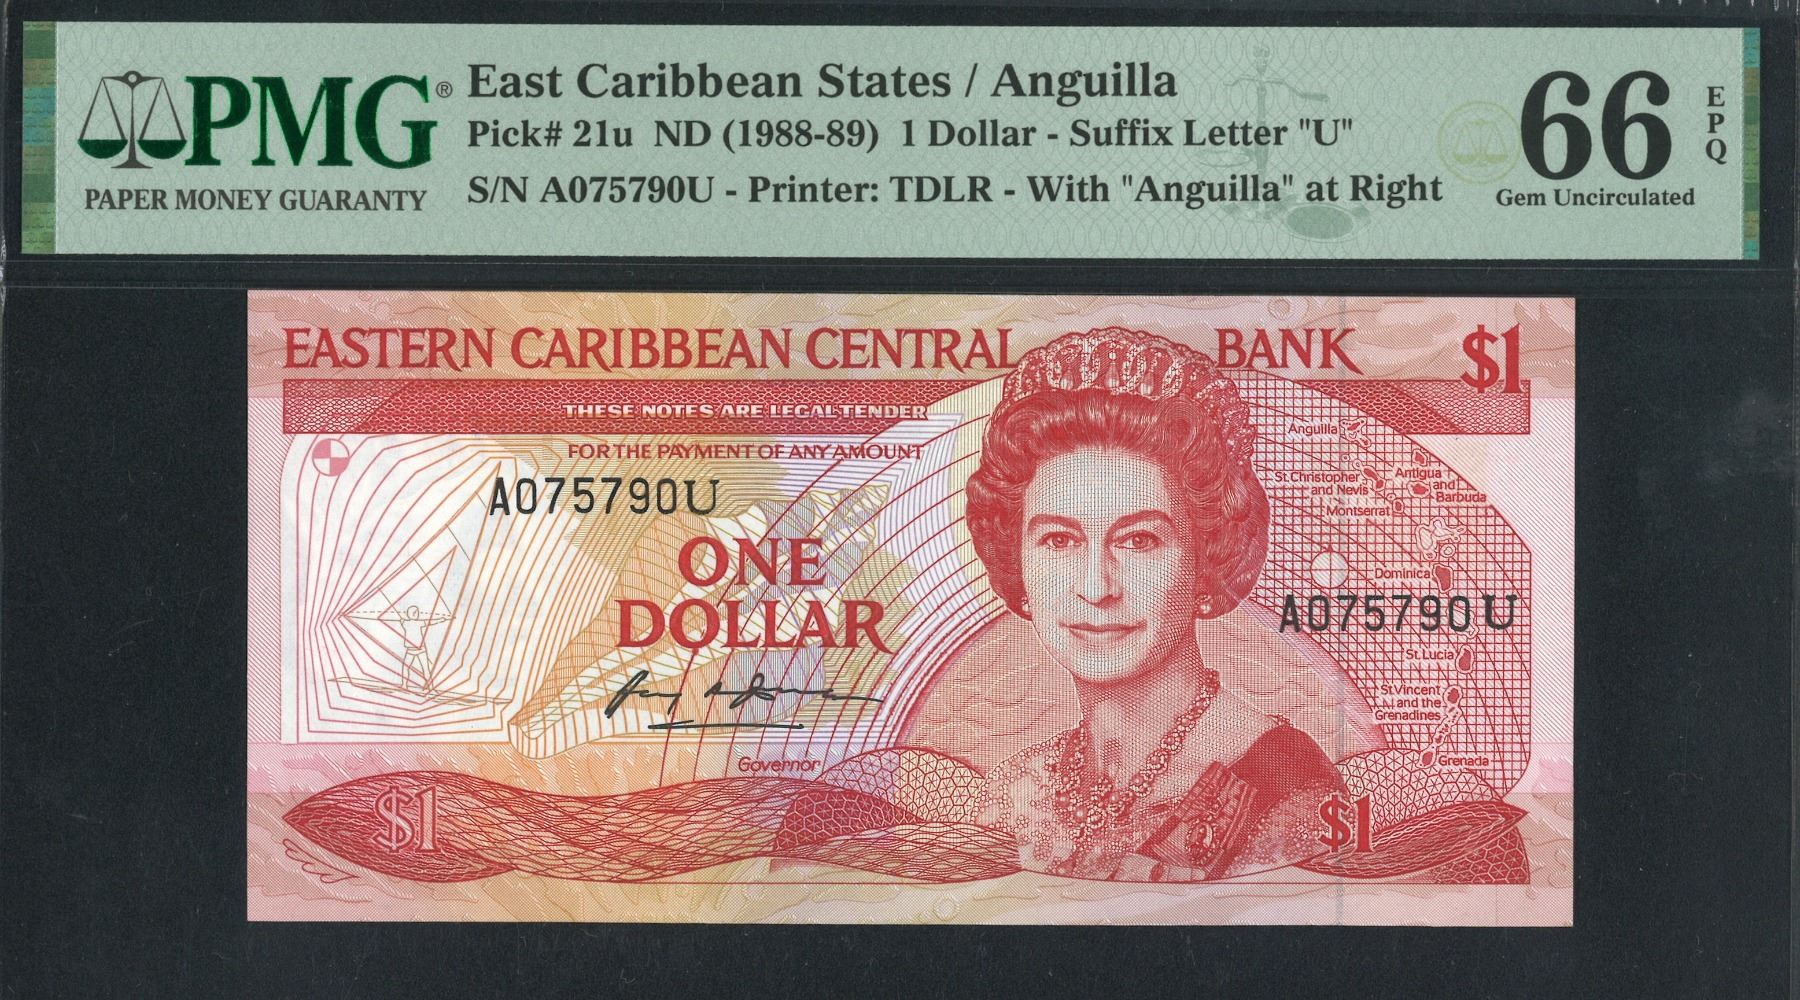 PMG®
PAPER MONEY GUARANTY
East Caribbean States / Anguilla
Pick# 21u ND (1988-89) 1 Dollar - Suffix Letter "U"
S/N A075790U - Printer: TDLR - With "Anguilla" at Right
66
EPQ
Gem Uncirculated
EASTERN CARIBBEAN CENTRAL BANK $1
THESE NOTES ARE LEGAL TENDER
FOR THE PAYMENT OF ANY AMOUNT
A075790U
ONE
DOLLAR
Governor
$1
Anguilla
St. Christopher
and Nevis
Antigua
and
Barbuda
Montserrat
Dominica
A075790U
St. Lucia
St Vincent
and the
Grenadines
Grenada
$1